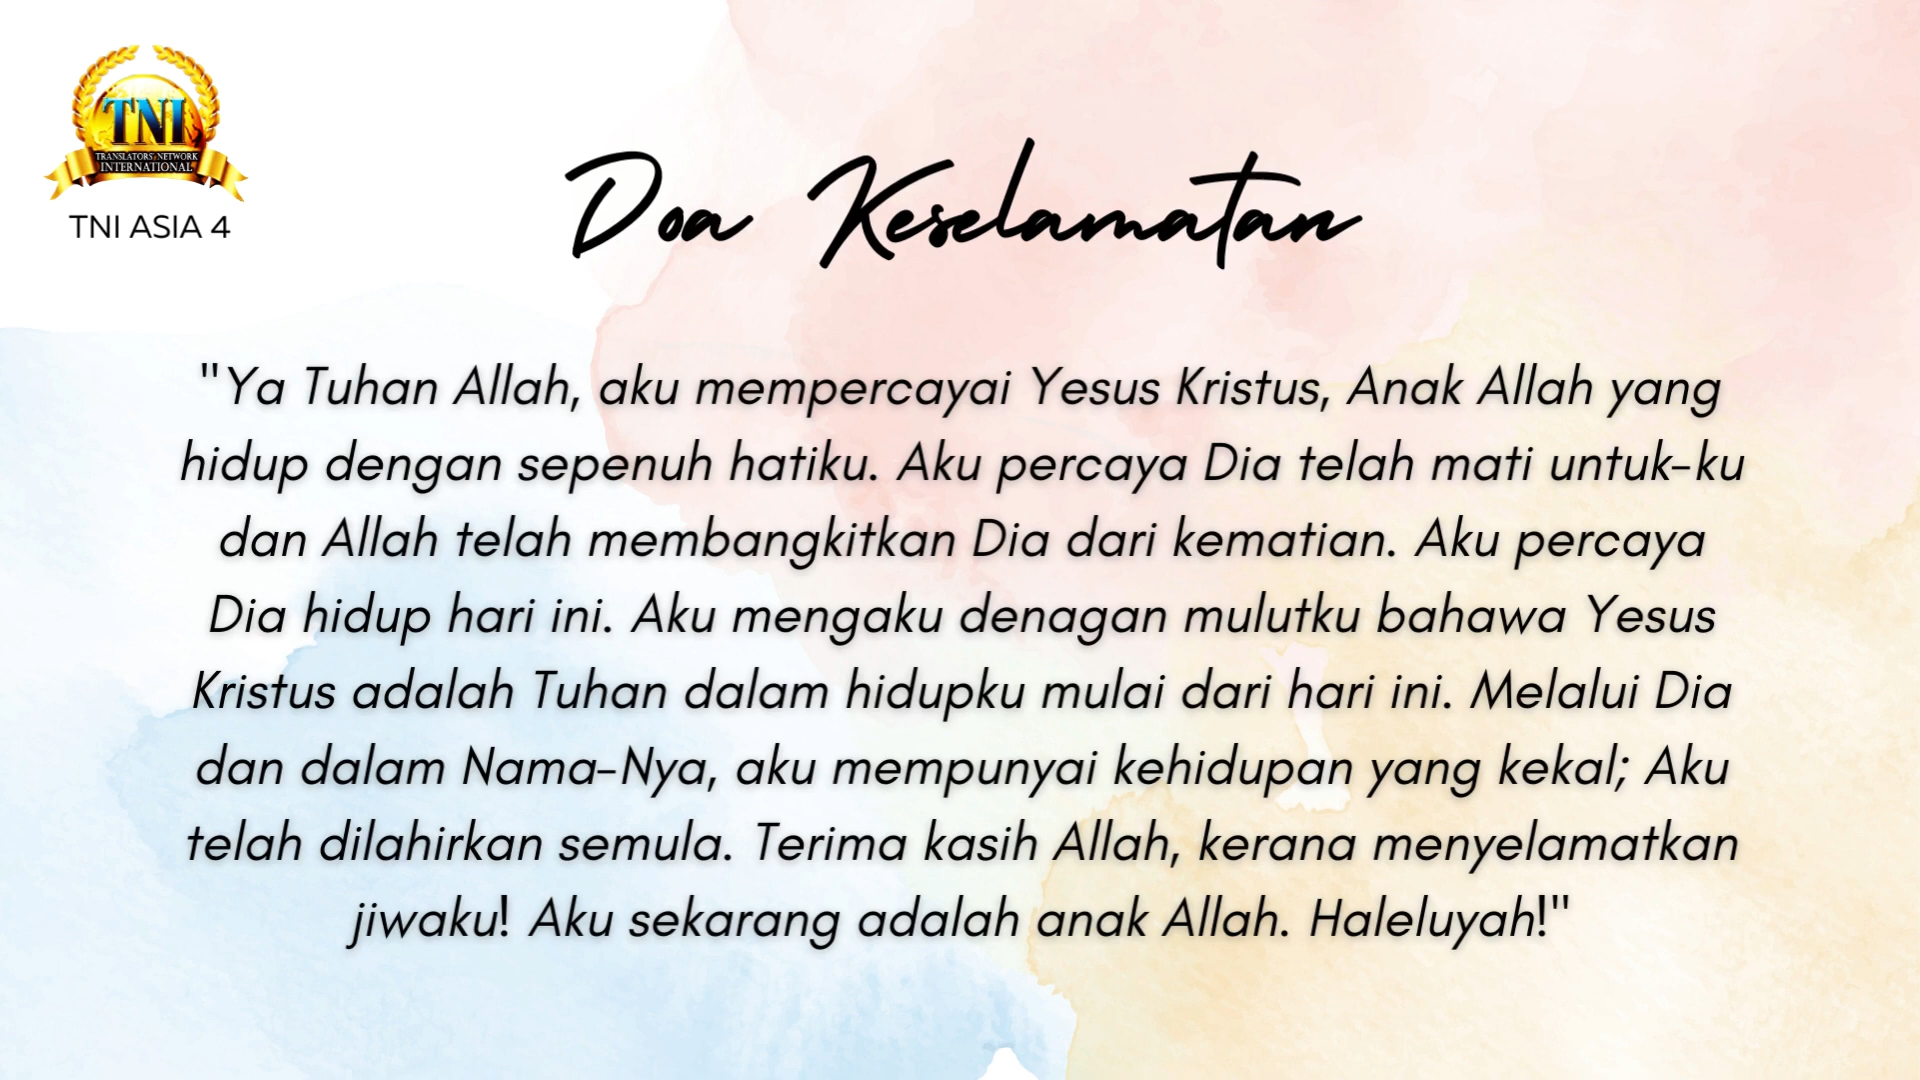 TNI
TRANSLATORS NETWORK
INTERNATIONAL
TNI ASIA 4
Doa Keselamatan
"Ya Tuhan Allah, aku mempercayai Yesus Kristus, Anak Allah yang
hidup dengan sepenuh hatiku. Aku percaya Dia telah mati untuk-ku
dan Allah telah membangkitkan Dia dari kematian. Aku percaya
Dia hidup hari ini. Aku mengaku denagan mulutku bahawa Yesus
Kristus adalah Tuhan dalam hidupku mulai dari hari ini. Melalui Dia
dan dalam Nama-Nya, aku mempunyai kehidupan yang kekal; Aku
telah dilahirkan semula. Terima kasih Allah, kerana menyelamatkan
jiwaku! Aku sekarang adalah anak Allah. Haleluyah!"